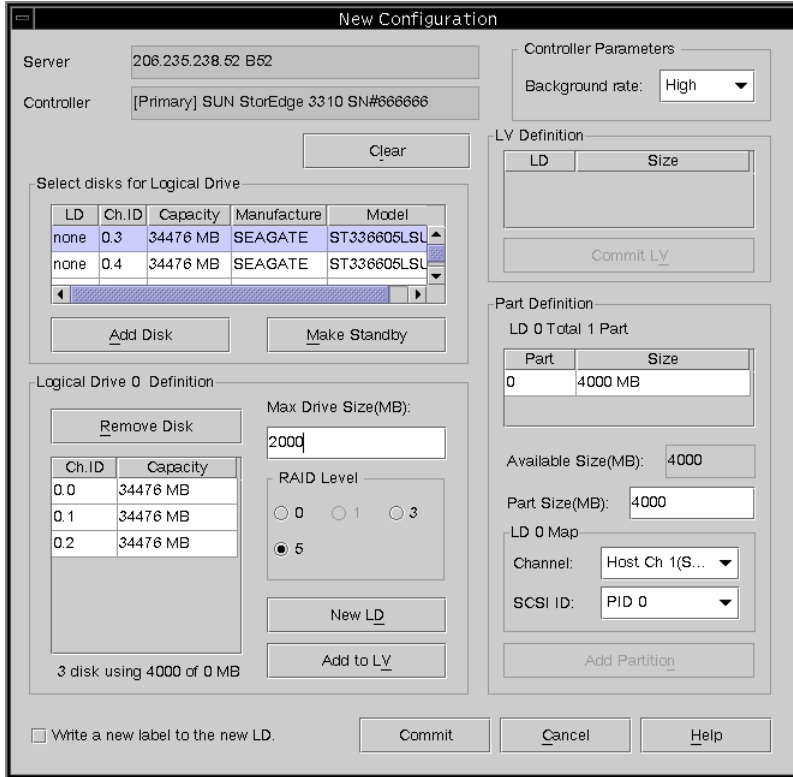 New Configuration
Server
206.235.238.52 B52
Controller
[Primary] SUN StorEdge 3310 SN#666666
Clear
Select disks for Logical Drive
LD Ch.ID Capacity Manufacture Model
none 0.3 34476 MB SEAGATE ST336605LSU
none 0.4 34476 MB SEAGATE ST336605LSU
Add Disk
Make Standby
Logical Drive 0 Definition
Remove Disk
Ch.ID Capacity
0.0 34476 MB
0.1 34476 MB
0.2 34476 MB
3 disk using 4000 of 0 MB
Max Drive Size(MB):
2000
RAID Level
0 1 3
5
New LD
Add to LV
Controller Parameters
Background rate: High
LV Definition
LD Size
Commit LV
Part Definition
LD 0 Total 1 Part
Part Size
0 4000 MB
Available Size(MB): 4000
Part Size(MB): 4000
LD 0 Map
Channel: Host Ch 1(S...
SCSI ID: PID 0
Add Partition
Write a new label to the new LD.
Commit
Cancel
Help